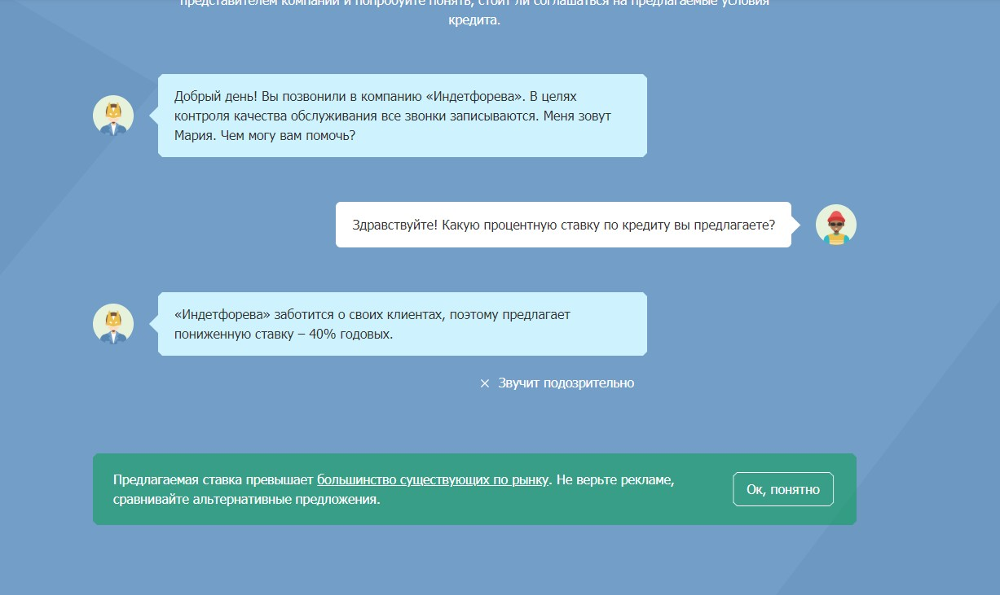 представителем компании и попробуйте понять, стоит ли соглашаться на предлагаемые условия
кредита.
Добрый день! Вы позвонили в компанию «Индетфорева». В целях
контроля качества обслуживания все звонки записываются. Меня зовут
Мария. Чем могу вам помочь?
Здравствуйте! Какую процентную ставку по кредиту вы предлагаете?
«Индетфорева» заботится о своих клиентах, поэтому предлагает
пониженную ставку – 40% годовых.
× Звучит подозрительно
Предлагаемая ставка превышает большинство существующих по рынку. Не верьте рекламе,
сравнивайте альтернативные предложения.
Ок, понятно